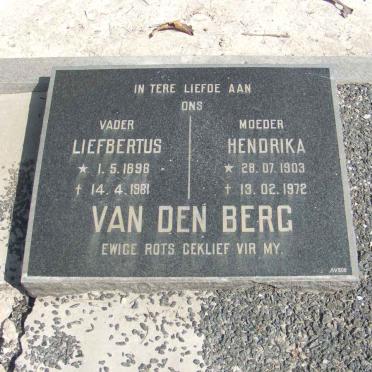 IN TERE LIEFDE AAN
ONS
VADER
LIEFBERTUS
★ 1.5.1898
† 14.4.1981
MOEDER
HENDRIKA
★ 28.07.1903
† 13.02.1972
VAN DEN BERG
EWIGE ROTS GEKLIEF VIR MY.